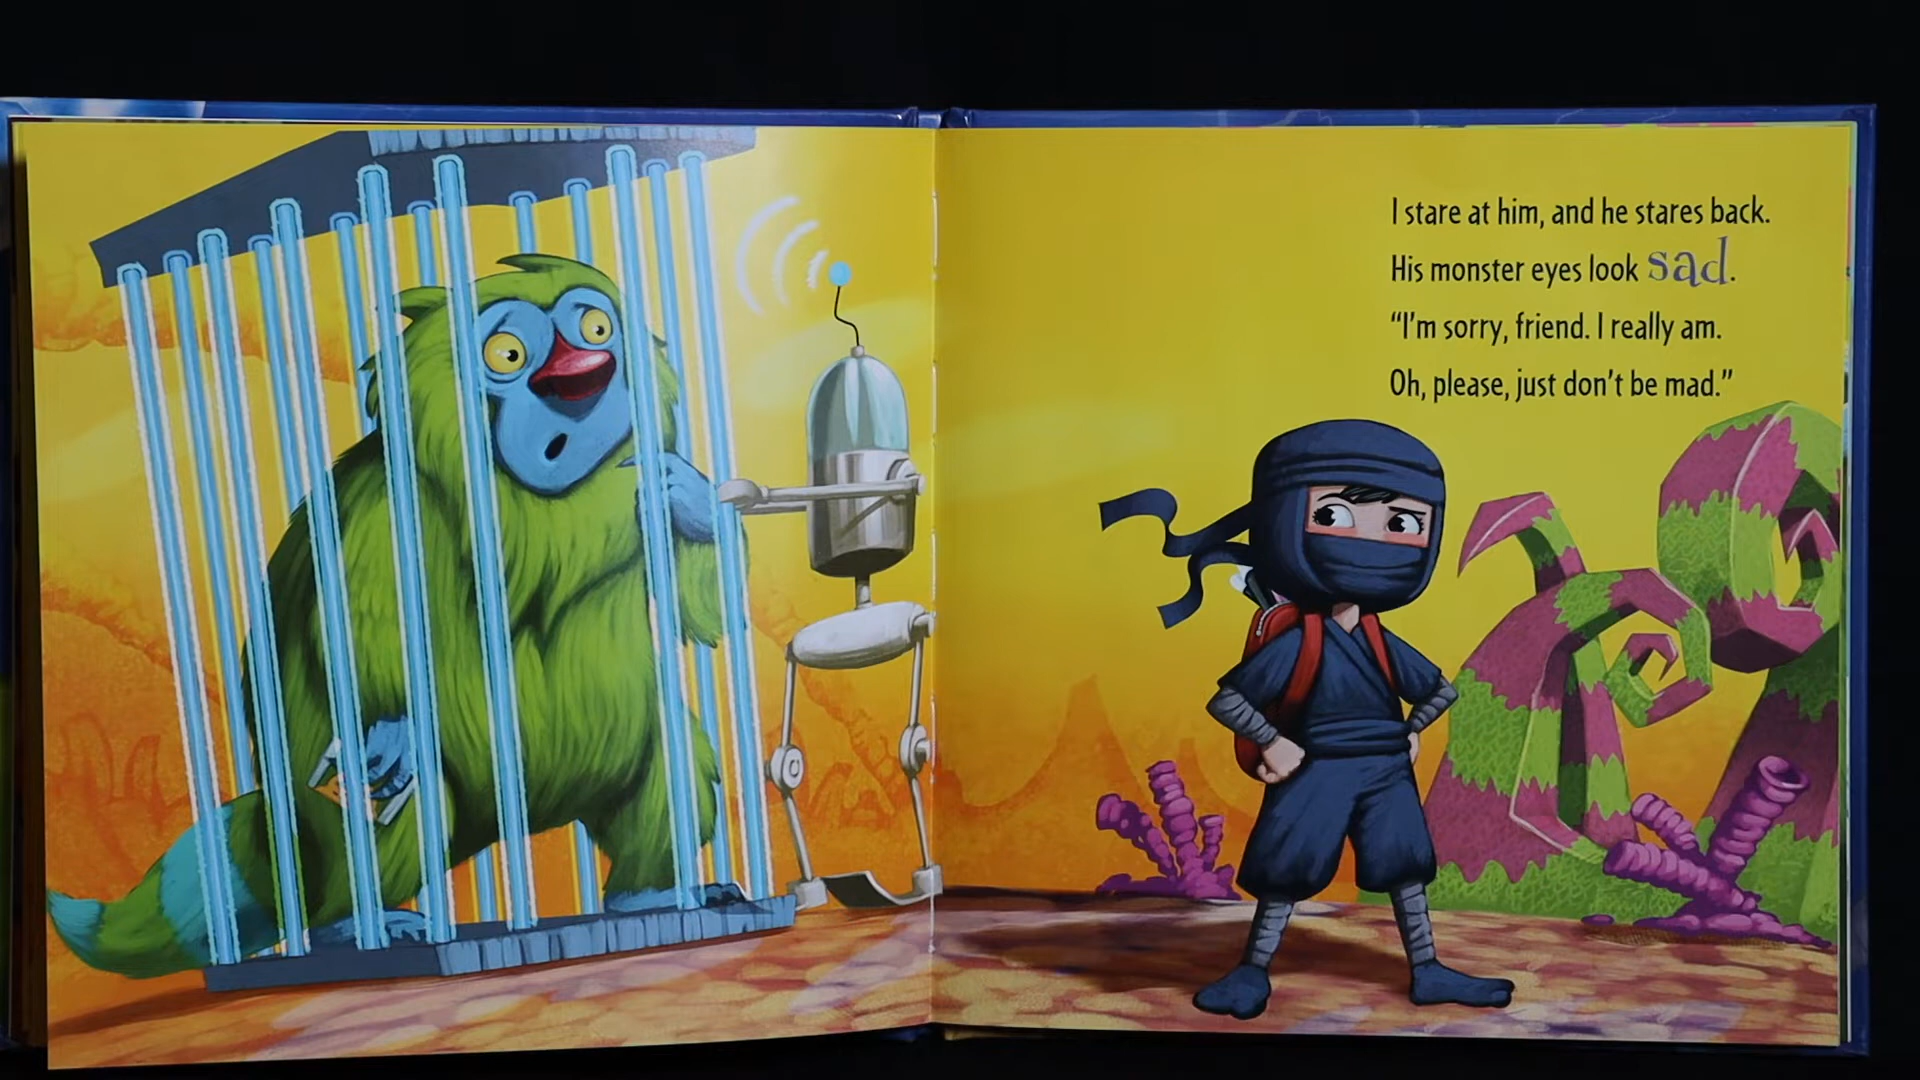 I stare at him, and he stares back.
His monster eyes look sad.
“I’m sorry, friend. I really am.
Oh, please, just don’t be mad.”